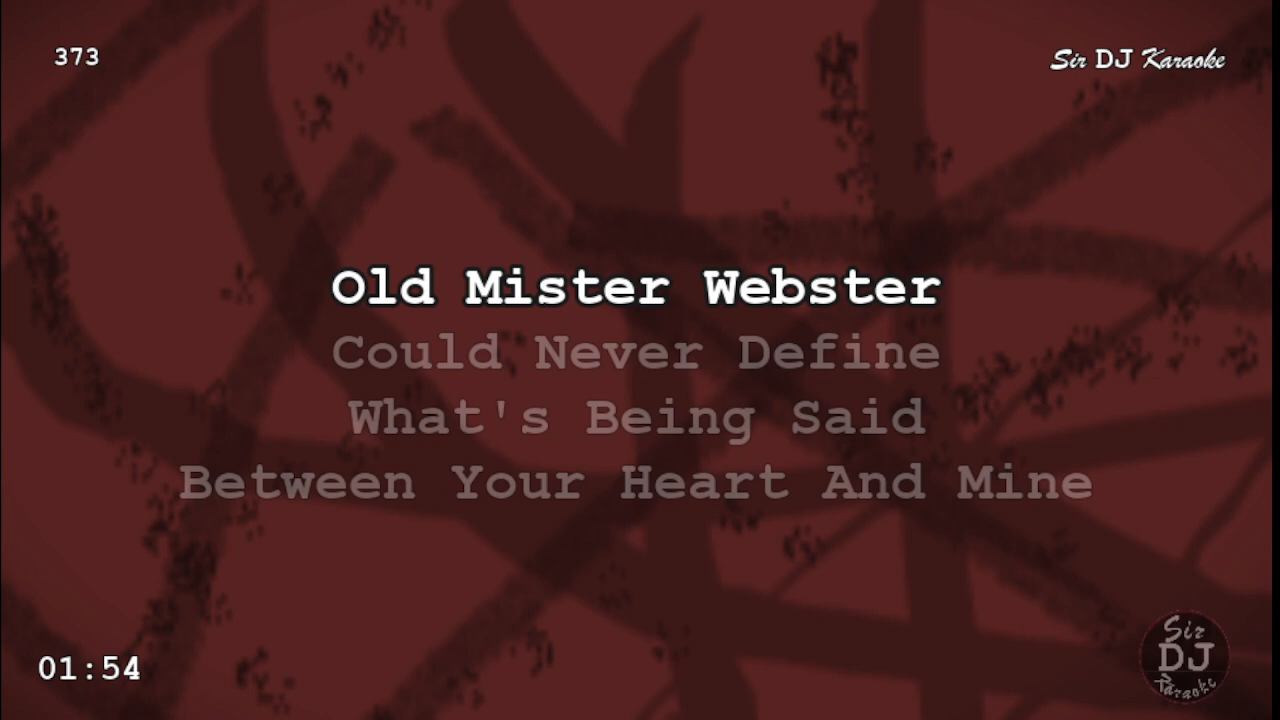 373
Sir DJ Karaoke
Old Mister Webster
Could Never Define
What's Being Said
Between Your Heart And Mine
01:54
Sir
DJ
Karaoke